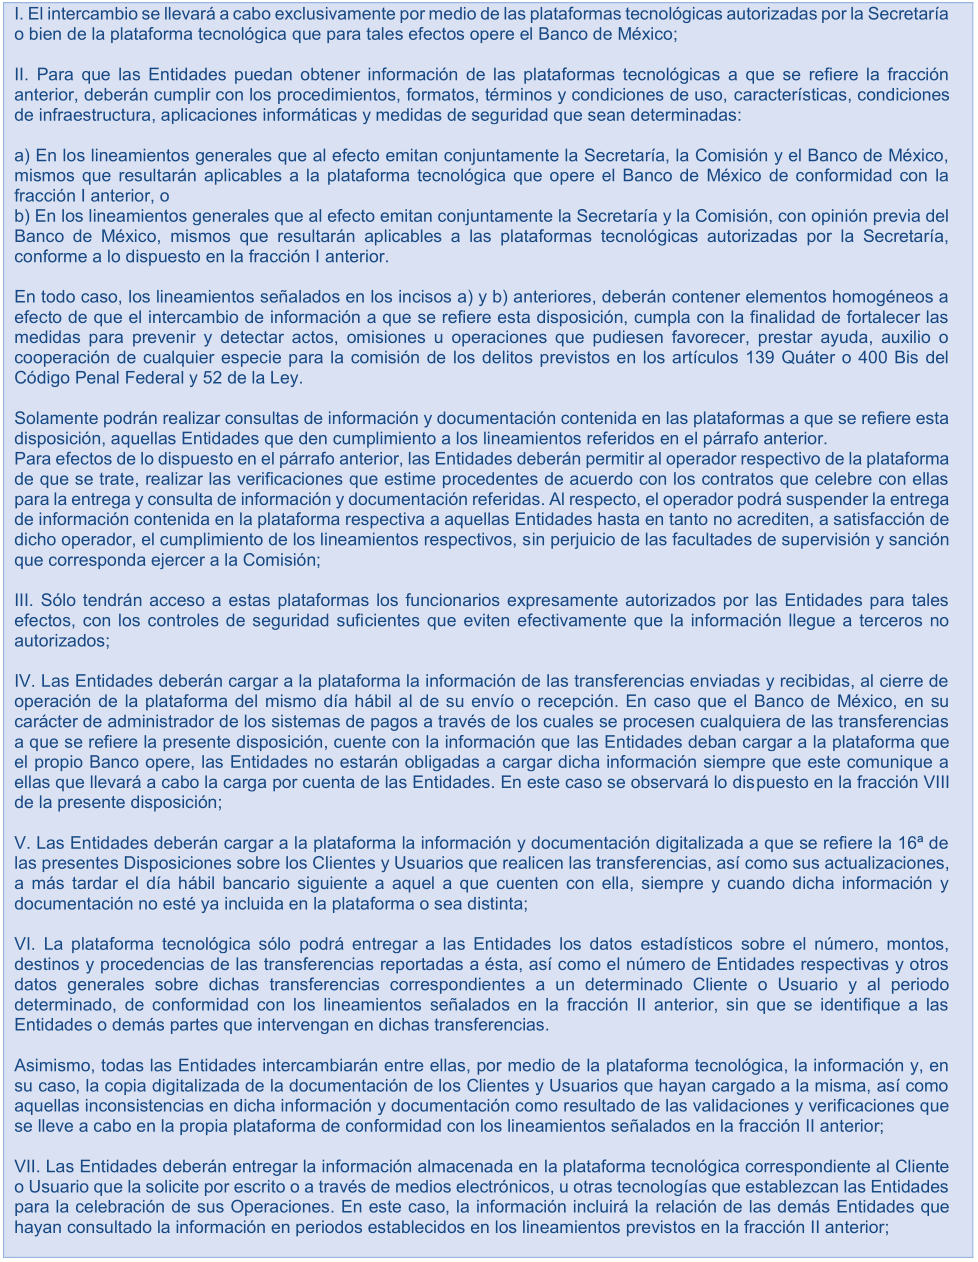 I. El intercambio se llevará a cabo exclusivamente por medio de las plataformas tecnológicas autorizadas por la Secretaría
o bien de la plataforma tecnológica que para tales efectos opere el Banco de México;
II. Para que las Entidades puedan obtener información de las plataformas tecnológicas a que se refiere la fracción
anterior, deberán cumplir con los procedimientos, formatos, términos y condiciones de uso, características, condiciones
de infraestructura, aplicaciones informáticas y medidas de seguridad que sean determinadas:
a) En los lineamientos generales que al efecto emitan conjuntamente la Secretaría, la Comisión y el Banco de México,
mismos que resultarán aplicables a la plataforma tecnológica que opere el Banco de México de conformidad con la
fracción I anterior, o
b) En los lineamientos generales que al efecto emitan conjuntamente la Secretaría y la Comisión, con opinión previa del
Banco de México, mismos que resultarán aplicables a las plataformas tecnológicas autorizadas por la Secretaría,
conforme a lo dispuesto en la fracción I anterior.
En todo caso, los lineamientos señalados en los incisos a) y b) anteriores, deberán contener elementos homogéneos a
efecto de que el intercambio de información a que se refiere esta disposición, cumpla con la finalidad de fortalecer las
medidas para prevenir y detectar actos, omisiones u operaciones que pudiesen favorecer, prestar ayuda, auxilio o
cooperación de cualquier especie para la comisión de los delitos previstos en los artículos 139 Quáter o 400 Bis del
Código Penal Federal y 52 de la Ley.
Solamente podrán realizar consultas de información y documentación contenida en las plataformas a que se refiere esta
disposición, aquellas Entidades que den cumplimiento a los lineamientos referidos en el párrafo anterior.
Para efectos de lo dispuesto en el párrafo anterior, las Entidades deberán permitir al operador respectivo de la plataforma
de que se trate, realizar las verificaciones que estime procedentes de acuerdo con los contratos que celebre con ellas
para la entrega y consulta de información y documentación referidas. Al respecto, el operador podrá suspender la entrega
de información contenida en la plataforma respectiva a aquellas Entidades hasta en tanto no acrediten, a satisfacción de
dicho operador, el cumplimiento de los lineamientos respectivos, sin perjuicio de las facultades de supervisión y sanción
que corresponda ejercer a la Comisión;
III. Sólo tendrán acceso a estas plataformas los funcionarios expresamente autorizados por las Entidades para tales
efectos, con los controles de seguridad suficientes que eviten efectivamente que la información llegue a terceros no
autorizados;
IV. Las Entidades deberán cargar a la plataforma la información de las transferencias enviadas y recibidas, al cierre de
operación de la plataforma del mismo día hábil al de su envío o recepción. En caso que el Banco de México, en su
carácter de administrador de los sistemas de pagos a través de los cuales se procesen cualquiera de las transferencias
a que se refiere la presente disposición, cuente con la información que las Entidades deban cargar a la plataforma que
el propio Banco opere, las Entidades no estarán obligadas a cargar dicha información siempre que este comunique a
ellas que llevará a cabo la carga por cuenta de las Entidades. En este caso se observará lo dispuesto en la fracción VIII
de la presente disposición;
V. Las Entidades deberán cargar a la plataforma la información y documentación digitalizada a que se refiere la 16ª de
las presentes Disposiciones sobre los Clientes y Usuarios que realicen las transferencias, así como sus actualizaciones,
a más tardar el día hábil bancario siguiente a aquel a que cuenten con ella, siempre y cuando dicha información y
documentación no esté ya incluida en la plataforma o sea distinta;
VI. La plataforma tecnológica sólo podrá entregar a las Entidades los datos estadísticos sobre el número, montos,
destinos y procedencias de las transferencias reportadas a ésta, así como el número de Entidades respectivas y otros
datos generales sobre dichas transferencias correspondientes a un determinado Cliente o Usuario y al periodo
determinado, de conformidad con los lineamientos señalados en la fracción II anterior, sin que se identifique a las
Entidades o demás partes que intervengan en dichas transferencias.
Asimismo, todas las Entidades intercambiarán entre ellas, por medio de la plataforma tecnológica, la información y, en
su caso, la copia digitalizada de la documentación de los Clientes y Usuarios que hayan cargado a la misma, así como
aquellas inconsistencias en dicha información y documentación como resultado de las validaciones y verificaciones que
se lleve a cabo en la propia plataforma de conformidad con los lineamientos señalados en la fracción II anterior;
VII. Las Entidades deberán entregar la información almacenada en la plataforma tecnológica correspondiente al Cliente
o Usuario que la solicite por escrito o a través de medios electrónicos, u otras tecnologías que establezcan las Entidades
para la celebración de sus Operaciones. En este caso, la información incluirá la relación de las demás Entidades que
hayan consultado la información en periodos establecidos en los lineamientos previstos en la fracción II anterior;